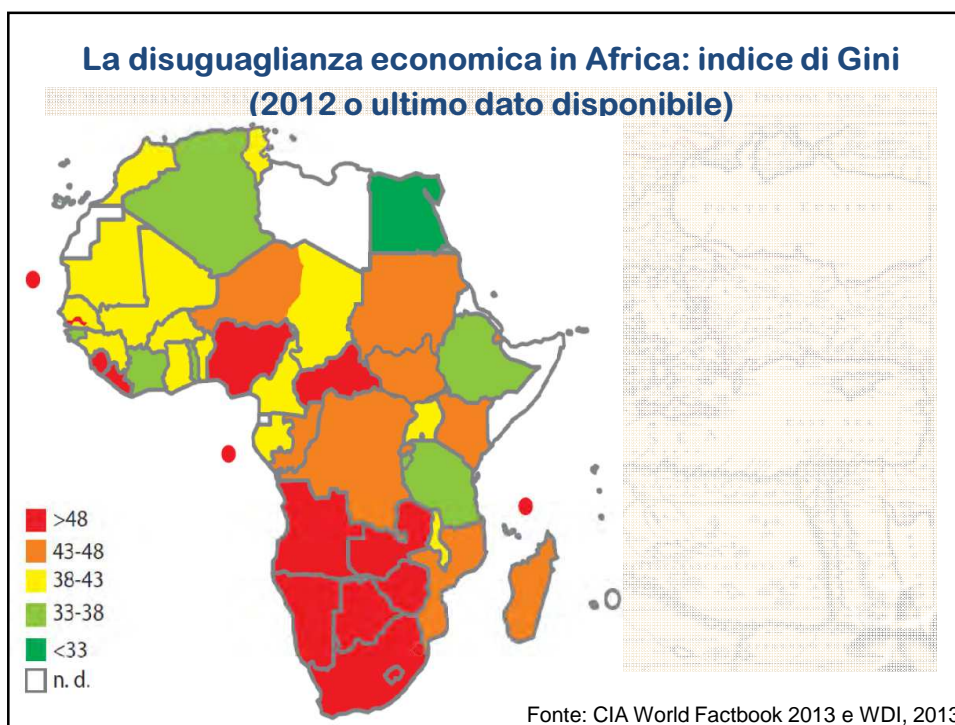 La disuguaglianza economica in Africa: indice di Gini
(2012 o ultimo dato disponibile)
>48
43-48
38-43
33-38
<33
n. d.
Fonte: CIA World Factbook 2013 e WDI, 2013